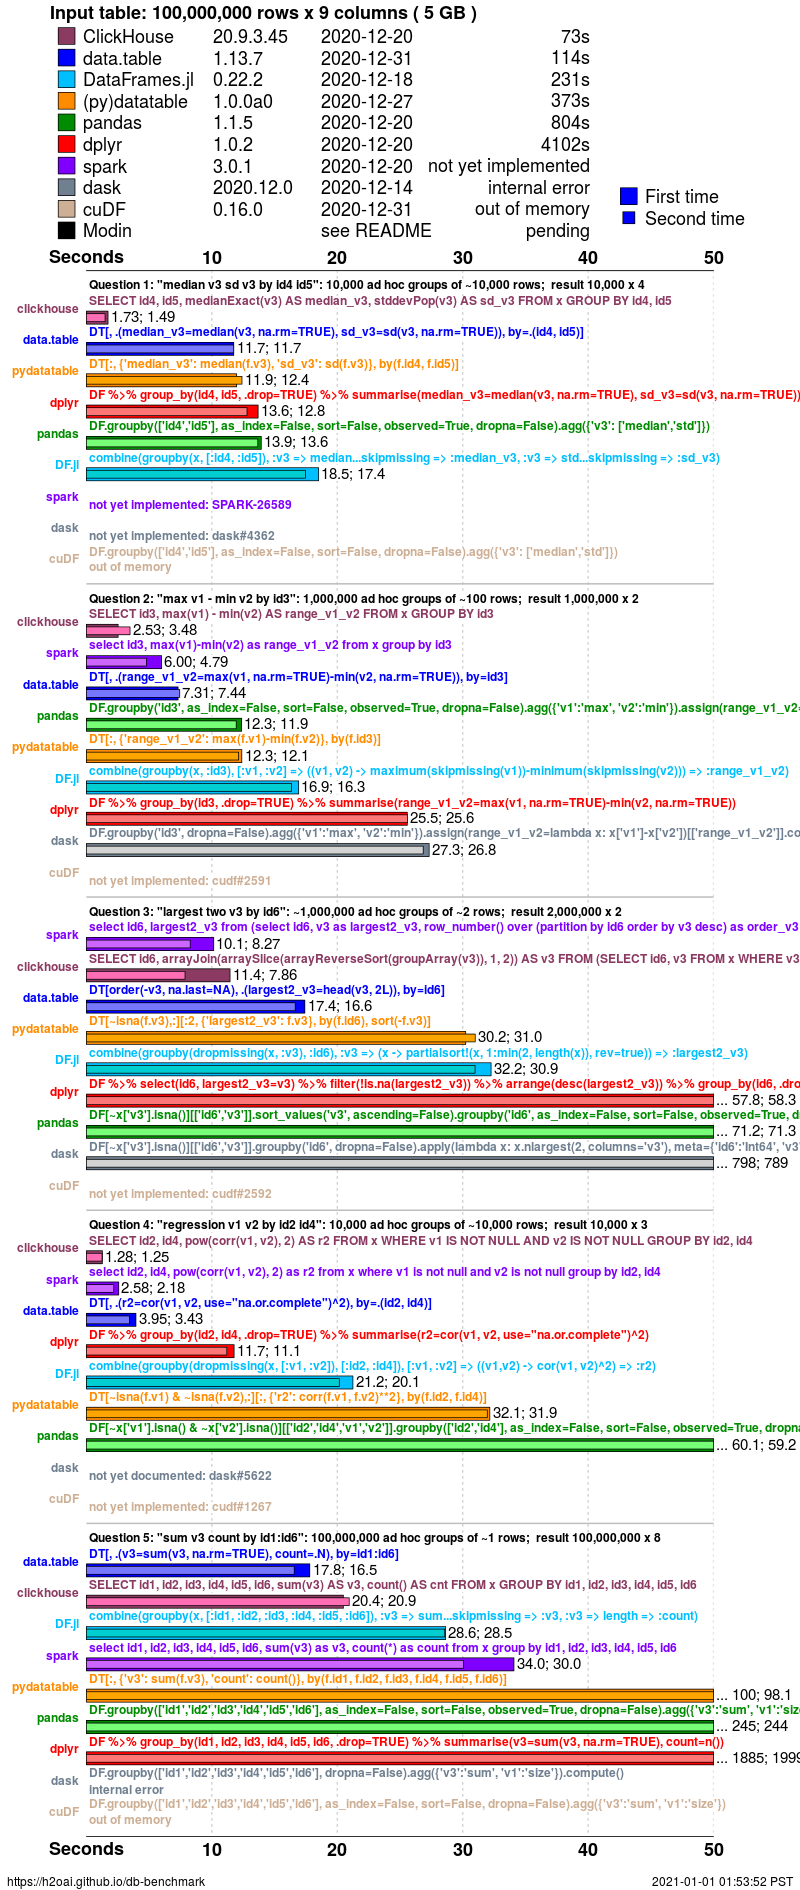 Input table: 100,000,000 rows x 9 columns ( 5 GB )
ClickHouse 20.9.3.45 2020-12-20 73s
data.table 1.13.7 2020-12-31 114s
DataFrames.jl 0.22.2 2020-12-18 231s
(py)datatable 1.0.0a0 2020-12-27 373s
pandas 1.1.5 2020-12-20 804s
dplyr 1.0.2 2020-12-20 4102s
spark 3.0.1 2020-12-20 not yet implemented
dask 2020.12.0 2020-12-14 internal error
First time
cuDF 0.16.0 2020-12-31 out of memory
Second time
Modin see README pending
Seconds 10 20 30 40 50
Question 1: "median v3 sd v3 by id4 id5": 10,000 ad hoc groups of ~10,000 rows; result 10,000 x 4
SELECT id4, id5, medianExact(v3) AS median_v3, stddevPop(v3) AS sd_v3 FROM x GROUP BY id4, id5
clickhouse 1.73; 1.49
DT[, .(median_v3=median(v3, na.rm=TRUE), sd_v3=sd(v3, na.rm=TRUE)), by=.(id4, id5)]
data.table 11.7; 11.7
DT[:, {'median_v3': median(f.v3), 'sd_v3': sd(f.v3)}, by(f.id4, f.id5)]
pydatatable 11.9; 12.4
DF %>% group_by(id4, id5, .drop=TRUE) %>% summarise(median_v3=median(v3, na.rm=TRUE), sd_v3=sd(v3, na.rm=TRUE))
dplyr 13.6; 12.8
DF.groupby(['id4','id5'], as_index=False, sort=False, observed=True, dropna=False).agg({'v3': ['median','std']})
pandas 13.9; 13.6
combine(groupby(x, [:id4, :id5]), :v3 => median...skipmissing => :median_v3, :v3 => std...skipmissing => :sd_v3)
DF.jl 18.5; 17.4
spark not yet implemented: SPARK-26589
dask not yet implemented: dask#4362
DF.groupby(['id4','id5'], as_index=False, sort=False, dropna=False).agg({'v3': ['median','std']})
cuDF out of memory
Question 2: "max v1 - min v2 by id3": 1,000,000 ad hoc groups of ~100 rows; result 1,000,000 x 2
SELECT id3, max(v1) - min(v2) AS range_v1_v2 FROM x GROUP BY id3
clickhouse 2.53; 3.48
select id3, max(v1)-min(v2) as range_v1_v2 from x group by id3
spark 6.00; 4.79
DT[, .(range_v1_v2=max(v1, na.rm=TRUE)-min(v2, na.rm=TRUE)), by=id3]
data.table 7.31; 7.44
DF.groupby('id3', as_index=False, sort=False, observed=True, dropna=False).agg({'v1':'max', 'v2':'min'}).assign(range_v1_v2=
pandas 12.3; 11.9
DT[:, {'range_v1_v2': max(f.v1)-min(f.v2)}, by(f.id3)]
pydatatable 12.3; 12.1
combine(groupby(x, :id3), [:v1, :v2] => ((v1, v2) -> maximum(skipmissing(v1))-minimum(skipmissing(v2))) => :range_v1_v2)
DF.jl 16.9; 16.3
DF %>% group_by(id3, .drop=TRUE) %>% summarise(range_v1_v2=max(v1, na.rm=TRUE)-min(v2, na.rm=TRUE))
dplyr 25.5; 25.6
DF.groupby('id3', dropna=False).agg({'v1':'max', 'v2':'min'}).assign(range_v1_v2=lambda x: x['v1']-x['v2'])[['range_v1_v2']].co
dask 27.3; 26.8
cuDF not yet implemented: cudf#2591
Question 3: "largest two v3 by id6": ~1,000,000 ad hoc groups of ~2 rows; result 2,000,000 x 2
select id6, largest2_v3 from (select id6, v3 as largest2_v3, row_number() over (partition by id6 order by v3 desc) as order_v3
spark 10.1; 8.27
SELECT id6, arrayJoin(arraySlice(arrayReverseSort(groupArray(v3)), 1, 2)) AS v3 FROM (SELECT id6, v3 FROM x WHERE v3
clickhouse 11.4; 7.86
DT[order(-v3, na.last=NA), .(largest2_v3=head(v3, 2L)), by=id6]
data.table 17.4; 16.6
DT[~isna(f.v3),:][:2, {'largest2_v3': f.v3}, by(f.id6), sort(-f.v3)]
pydatatable 30.2; 31.0
combine(groupby(dropmissing(x, :v3), :id6), :v3 => (x -> partialsort!(x, 1:min(2, length(x)), rev=true)) => :largest2_v3)
DF.jl 32.2; 30.9
DF %>% select(id6, largest2_v3=v3) %>% filter(!is.na(largest2_v3)) %>% arrange(desc(largest2_v3)) %>% group_by(id6, .dro
dplyr ... 57.8; 58.3
DF[~x['v3'].isna()][['id6','v3']].sort_values('v3', ascending=False).groupby('id6', as_index=False, sort=False, observed=True, d
pandas ... 71.2; 71.3
DF[~x['v3'].isna()][['id6','v3']].groupby('id6', dropna=False).apply(lambda x: x.nlargest(2, columns='v3'), meta={'id6':'Int64', 'v3'
dask ... 798; 789
cuDF not yet implemented: cudf#2592
Question 4: "regression v1 v2 by id2 id4": 10,000 ad hoc groups of ~10,000 rows; result 10,000 x 3
SELECT id2, id4, pow(corr(v1, v2), 2) AS r2 FROM x WHERE v1 IS NOT NULL AND v2 IS NOT NULL GROUP BY id2, id4
clickhouse 1.28; 1.25
select id2, id4, pow(corr(v1, v2), 2) as r2 from x where v1 is not null and v2 is not null group by id2, id4
spark 2.58; 2.18
DT[, .(r2=cor(v1, v2, use="na.or.complete")^2), by=.(id2, id4)]
data.table 3.95; 3.43
DF %>% group_by(id2, id4, .drop=TRUE) %>% summarise(r2=cor(v1, v2, use="na.or.complete")^2)
dplyr 11.7; 11.1
combine(groupby(dropmissing(x, [:v1, :v2]), [:id2, :id4]), [:v1, :v2] => ((v1,v2) -> cor(v1, v2)^2) => :r2)
DF.jl 21.2; 20.1
DT[~isna(f.v1) & ~isna(f.v2),:][:, {'r2': corr(f.v1, f.v2)**2}, by(f.id2, f.id4)]
pydatatable 32.1; 31.9
DF[~x['v1'].isna() & ~x['v2'].isna()][['id2','id4','v1','v2']].groupby(['id2','id4'], as_index=False, sort=False, observed=True, dropna
pandas ... 60.1; 59.2
dask not yet documented: dask#5622
cuDF not yet implemented: cudf#1267
Question 5: "sum v3 count by id1:id6": 100,000,000 ad hoc groups of ~1 rows; result 100,000,000 x 8
DT[, .(v3=sum(v3, na.rm=TRUE), count=.N), by=id1:id6]
data.table 17.8; 16.5
SELECT id1, id2, id3, id4, id5, id6, sum(v3) AS v3, count() AS cnt FROM x GROUP BY id1, id2, id3, id4, id5, id6
clickhouse 20.4; 20.9
combine(groupby(x, [:id1, :id2, :id3, :id4, :id5, :id6]), :v3 => sum...skipmissing => :v3, :v3 => length => :count)
DF.jl 28.6; 28.5
select id1, id2, id3, id4, id5, id6, sum(v3) as v3, count(*) as count from x group by id1, id2, id3, id4, id5, id6
spark 34.0; 30.0
DT[:, {'v3': sum(f.v3), 'count': count()}, by(f.id1, f.id2, f.id3, f.id4, f.id5, f.id6)]
pydatatable ... 100; 98.1
DF.groupby(['id1','id2','id3','id4','id5','id6'], as_index=False, sort=False, observed=True, dropna=False).agg({'v3':'sum', 'v1':'size
pandas ... 245; 244
DF %>% group_by(id1, id2, id3, id4, id5, id6, .drop=TRUE) %>% summarise(v3=sum(v3, na.rm=TRUE), count=n())
dplyr ... 1885; 1999
DF.groupby(['id1','id2','id3','id4','id5','id6'], dropna=False).agg({'v3':'sum', 'v1':'size'}).compute()
dask internal error
DF.groupby(['id1','id2','id3','id4','id5','id6'], as_index=False, sort=False, dropna=False).agg({'v3':'sum', 'v1':'size'})
cuDF out of memory
Seconds 10 20 30 40 50
https://h2oai.github.io/db-benchmark 2021-01-01 01:53:52 PST